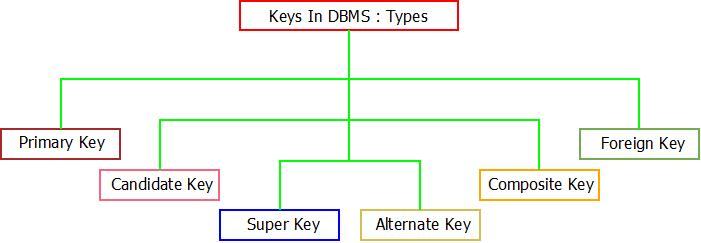 Keys In DBMS : Types
Primary Key
Foreign Key
Candidate Key
Composite Key
Super Key
Alternate Key